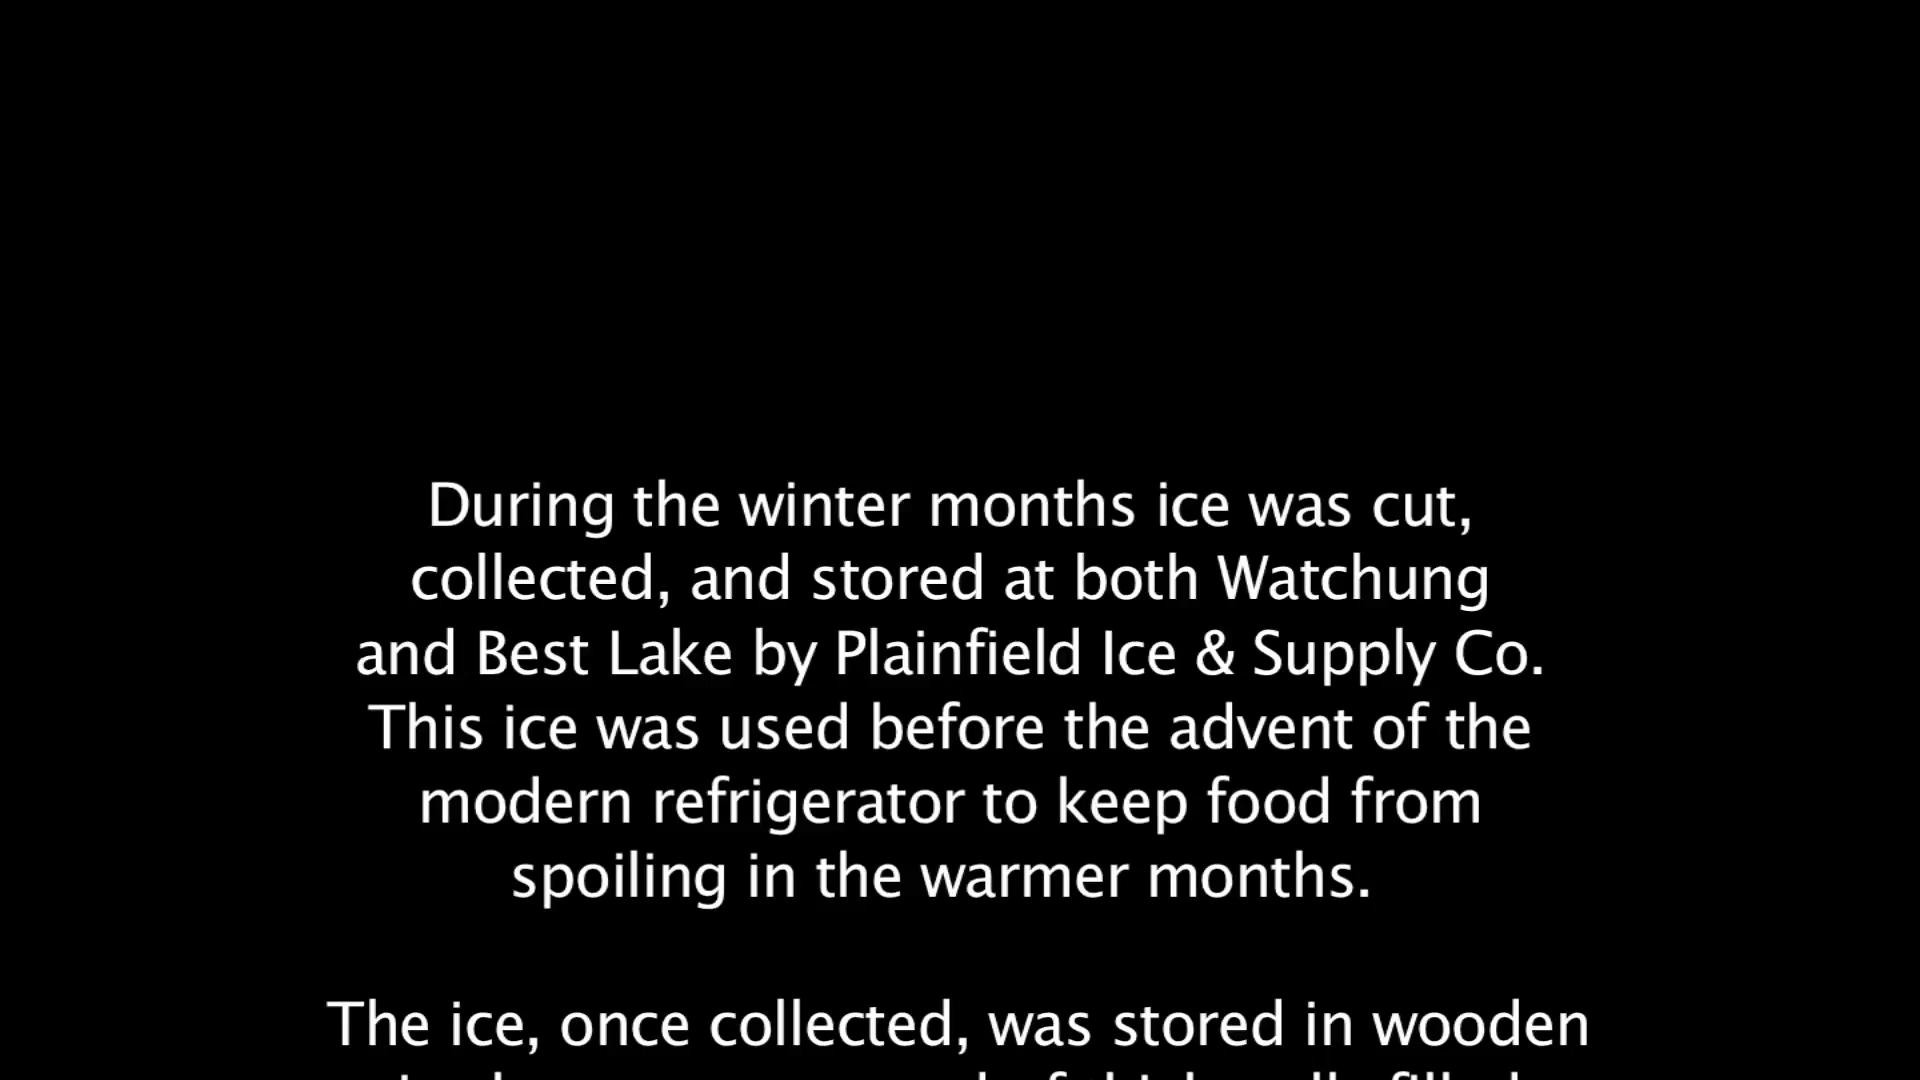 During the winter months ice was cut,
collected, and stored at both Watchung
and Best Lake by Plainfield Ice & Supply Co.
This ice was used before the advent of the
modern refrigerator to keep food from
spoiling in the warmer months.
The ice, once collected, was stored in wooden